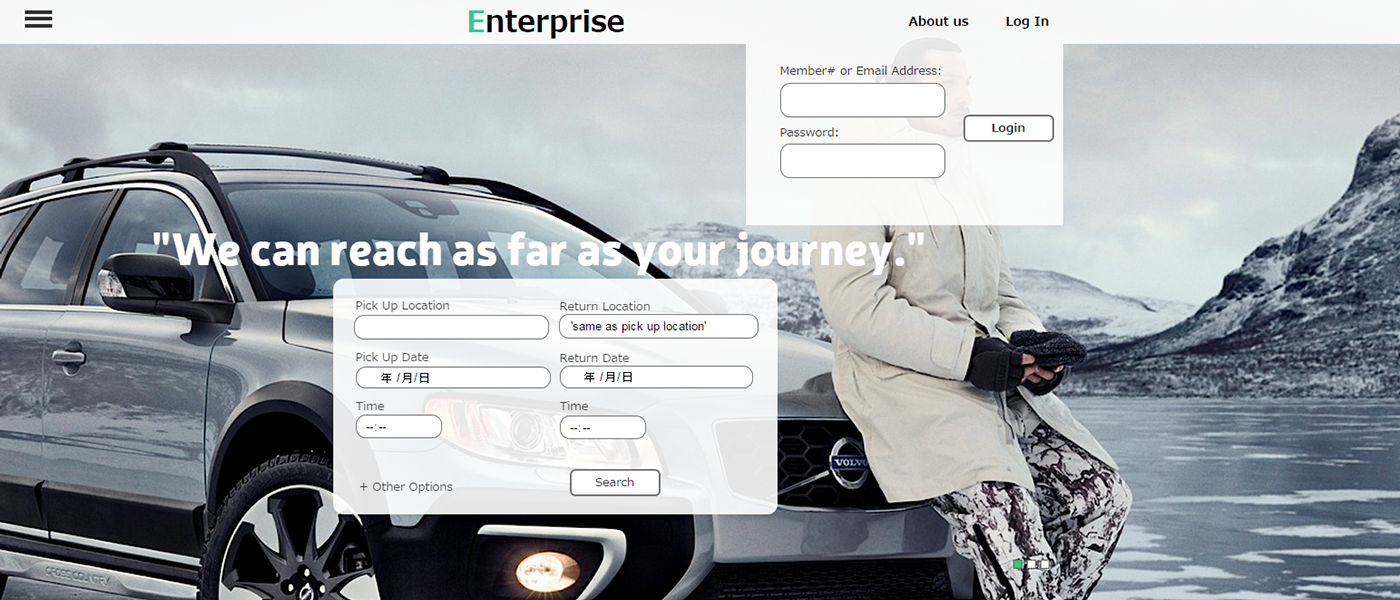 Enterprise
About us
Log In
Member# or Email Address:
Login
Password:
"We can reach as far as your journey."
Pick Up Location
Return Location
'same as pick up location'
Pick Up Date
Return Date
年 /月/日
年 /月/日
Time
Time
--:--
--:--
+ Other Options
Search
VOLVO
CROSS COUNTRY